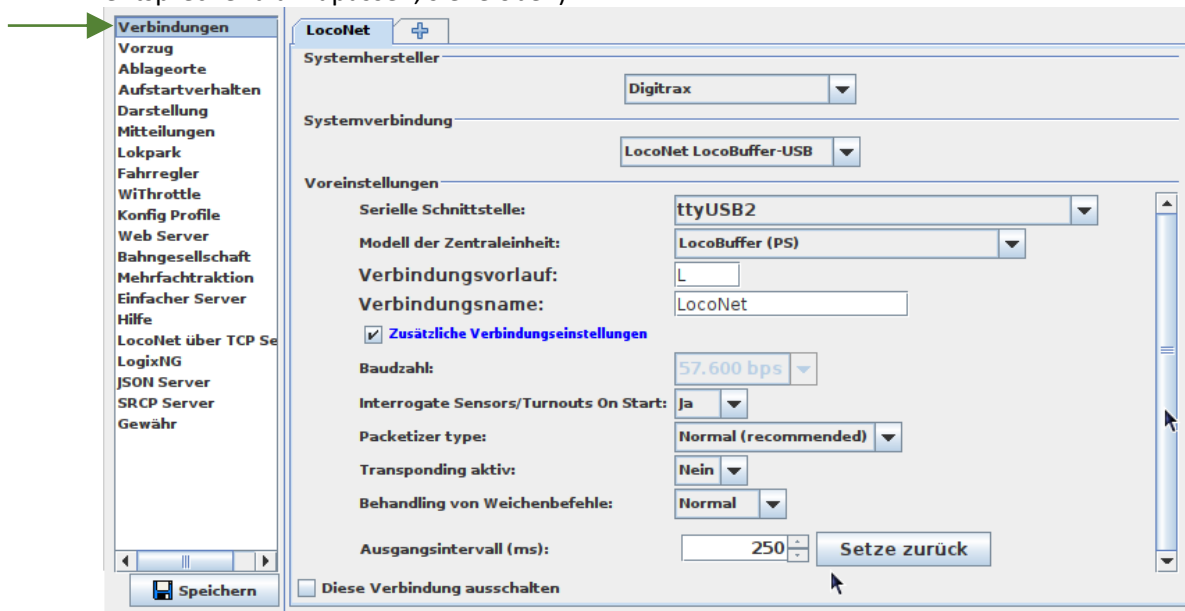 Verbindungen
Vorzug
Ablageorte
Aufstartverhalten
Darstellung
Mitteilungen
Lokpark
Fahrregler
WiThrottle
Konfig Profile
Web Server
Bahngesellschaft
Mehrfachtraktion
Einfacher Server
Hilfe
LocoNet über TCP Se
LogixNG
JSON Server
SRCP Server
Gewähr
Speichern
LocoNet
Systemhersteller
Digitrax
Systemverbindung
LocoNet LocoBuffer-USB
Voreinstellungen
Serielle Schnittstelle: ttyUSB2
Modell der Zentraleinheit: LocoBuffer (PS)
Verbindungsvorlauf: L
Verbindungsname: LocoNet
Zusätzliche Verbindungseinstellungen
Baudzahl: 57.600 bps
Interrogate Sensors/Turnouts On Start: Ja
Packetizer type: Normal (recommended)
Transponding aktiv: Nein
Behandling von Weichenbefehle: Normal
Ausgangsintervall (ms): 250 Setze zurück
Diese Verbindung ausschalten